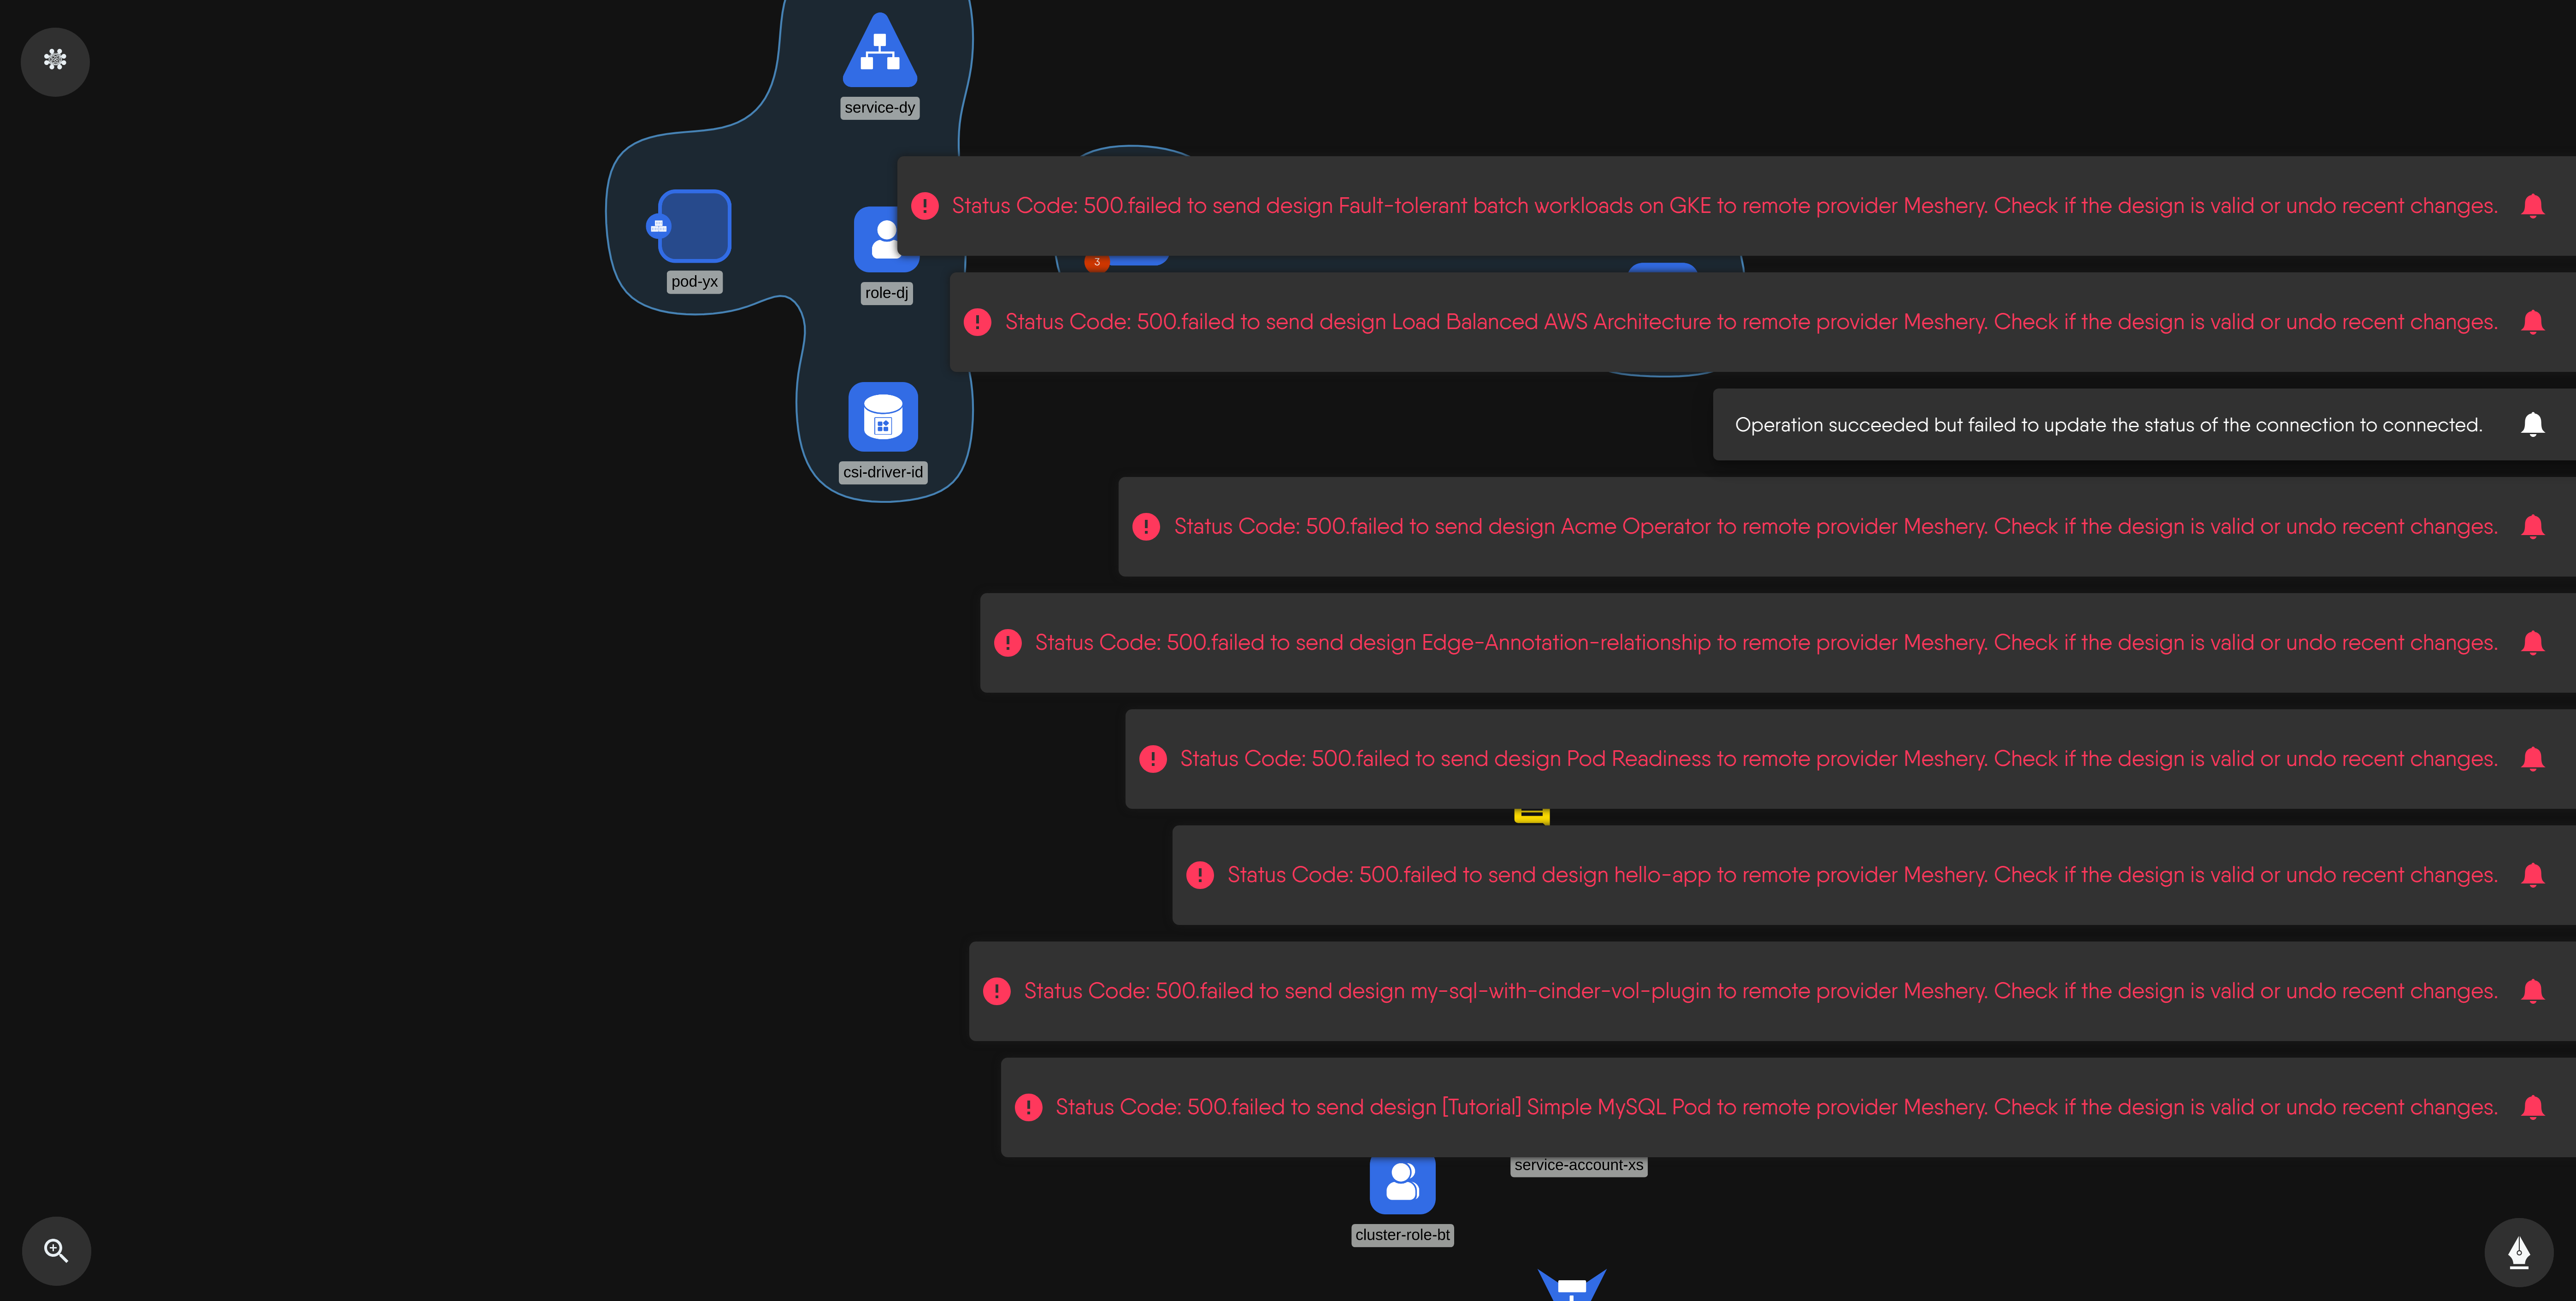 service-dy
pod-yx
role-dj
csi-driver-id
3
Status Code: 500.failed to send design Fault-tolerant batch workloads on GKE to remote provider Meshery. Check if the design is valid or undo recent changes.
Status Code: 500.failed to send design Load Balanced AWS Architecture to remote provider Meshery. Check if the design is valid or undo recent changes.
Operation succeeded but failed to update the status of the connection to connected.
Status Code: 500.failed to send design Acme Operator to remote provider Meshery. Check if the design is valid or undo recent changes.
Status Code: 500.failed to send design Edge-Annotation-relationship to remote provider Meshery. Check if the design is valid or undo recent changes.
Status Code: 500.failed to send design Pod Readiness to remote provider Meshery. Check if the design is valid or undo recent changes.
Status Code: 500.failed to send design hello-app to remote provider Meshery. Check if the design is valid or undo recent changes.
Status Code: 500.failed to send design my-sql-with-cinder-vol-plugin to remote provider Meshery. Check if the design is valid or undo recent changes.
Status Code: 500.failed to send design [Tutorial] Simple MySQL Pod to remote provider Meshery. Check if the design is valid or undo recent changes.
service-account-xs
cluster-role-bt